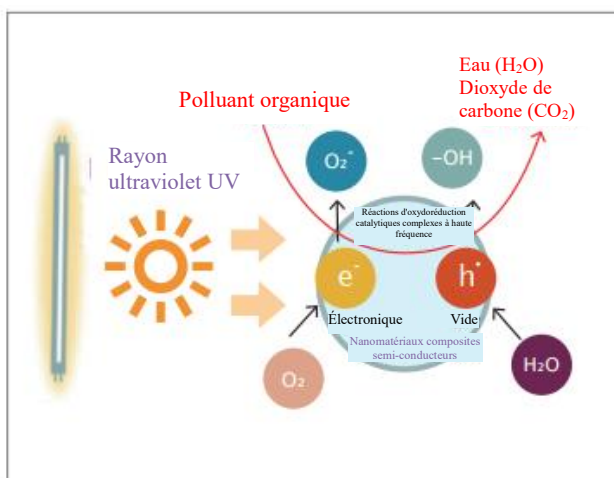 Eau (H₂O)
Dioxyde de
carbone (CO₂)
Polluant organique
Rayon
ultraviolet UV
O₂⁻
–OH
Réactions d'oxydoréduction
catalytiques complexes à haute
fréquence
e⁻
h•
Électronique
Vide
Nanomatériaux composites
semi-conducteurs
O₂
H₂O